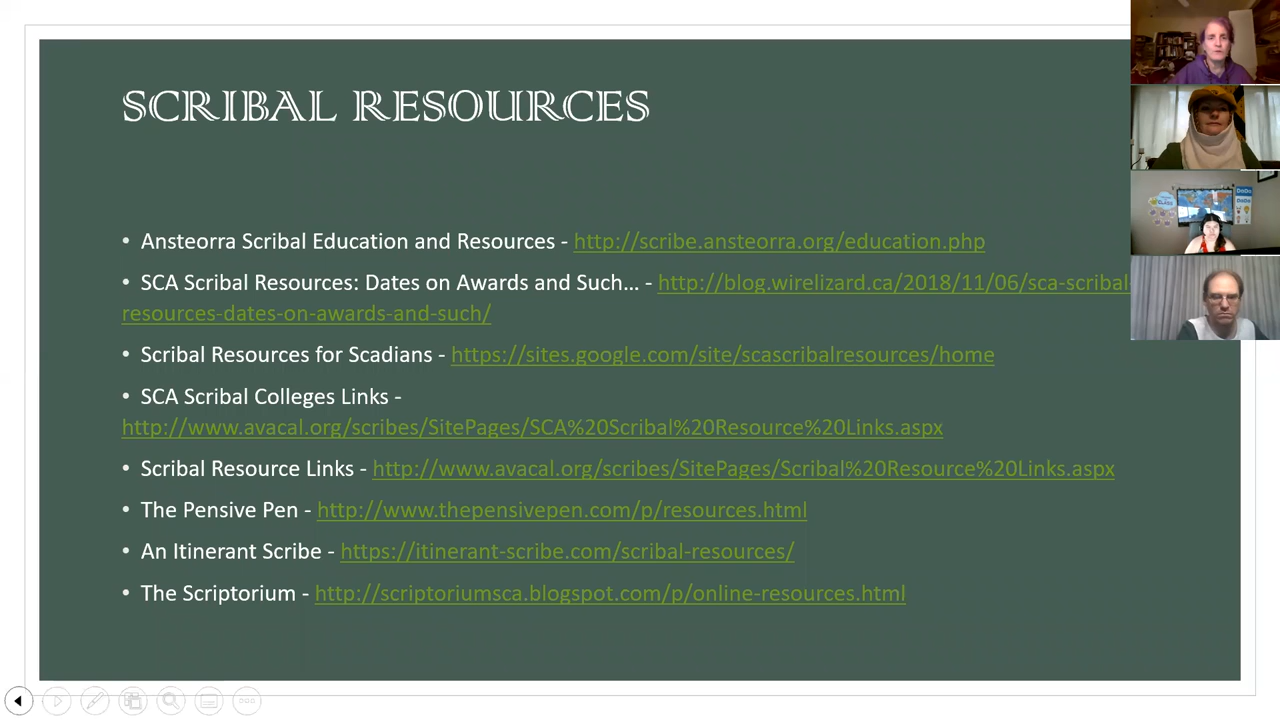 SCRIBAL RESOURCES
• Ansteorra Scribal Education and Resources - http://scribe.ansteorra.org/education.php
• SCA Scribal Resources: Dates on Awards and Such... - http://blog.wirelizard.ca/2018/11/06/sca-scribal-
resources-dates-on-awards-and-such/
• Scribal Resources for Scadians - https://sites.google.com/site/scascribalresources/home
• SCA Scribal Colleges Links -
http://www.avacal.org/scribes/SitePages/SCA%20Scribal%20Resource%20Links.aspx
• Scribal Resource Links - http://www.avacal.org/scribes/SitePages/Scribal%20Resource%20Links.aspx
• The Pensive Pen - http://www.thepensivepen.com/p/resources.html
• An Itinerant Scribe - https://itinerant-scribe.com/scribal-resources/
• The Scriptorium - http://scriptoriumsca.blogspot.com/p/online-resources.html